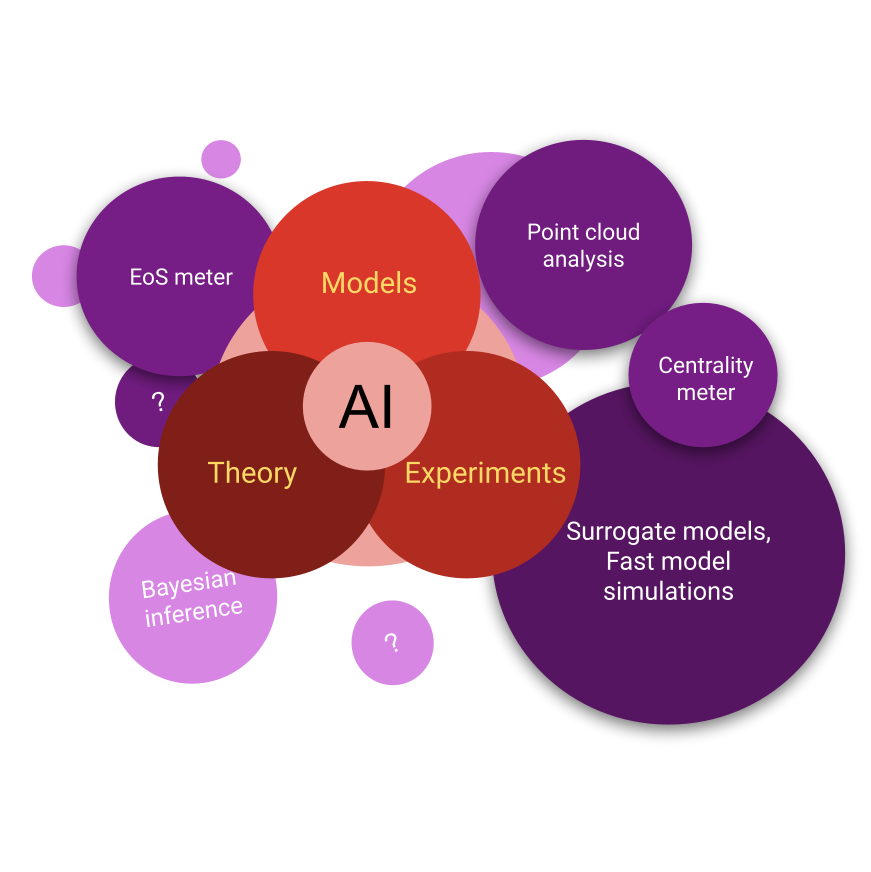 Point cloud
analysis
EoS meter
Models
Centrality
meter
?
AI
Theory
Experiments
Surrogate models,
Fast model
simulations
Bayesian
inference
?